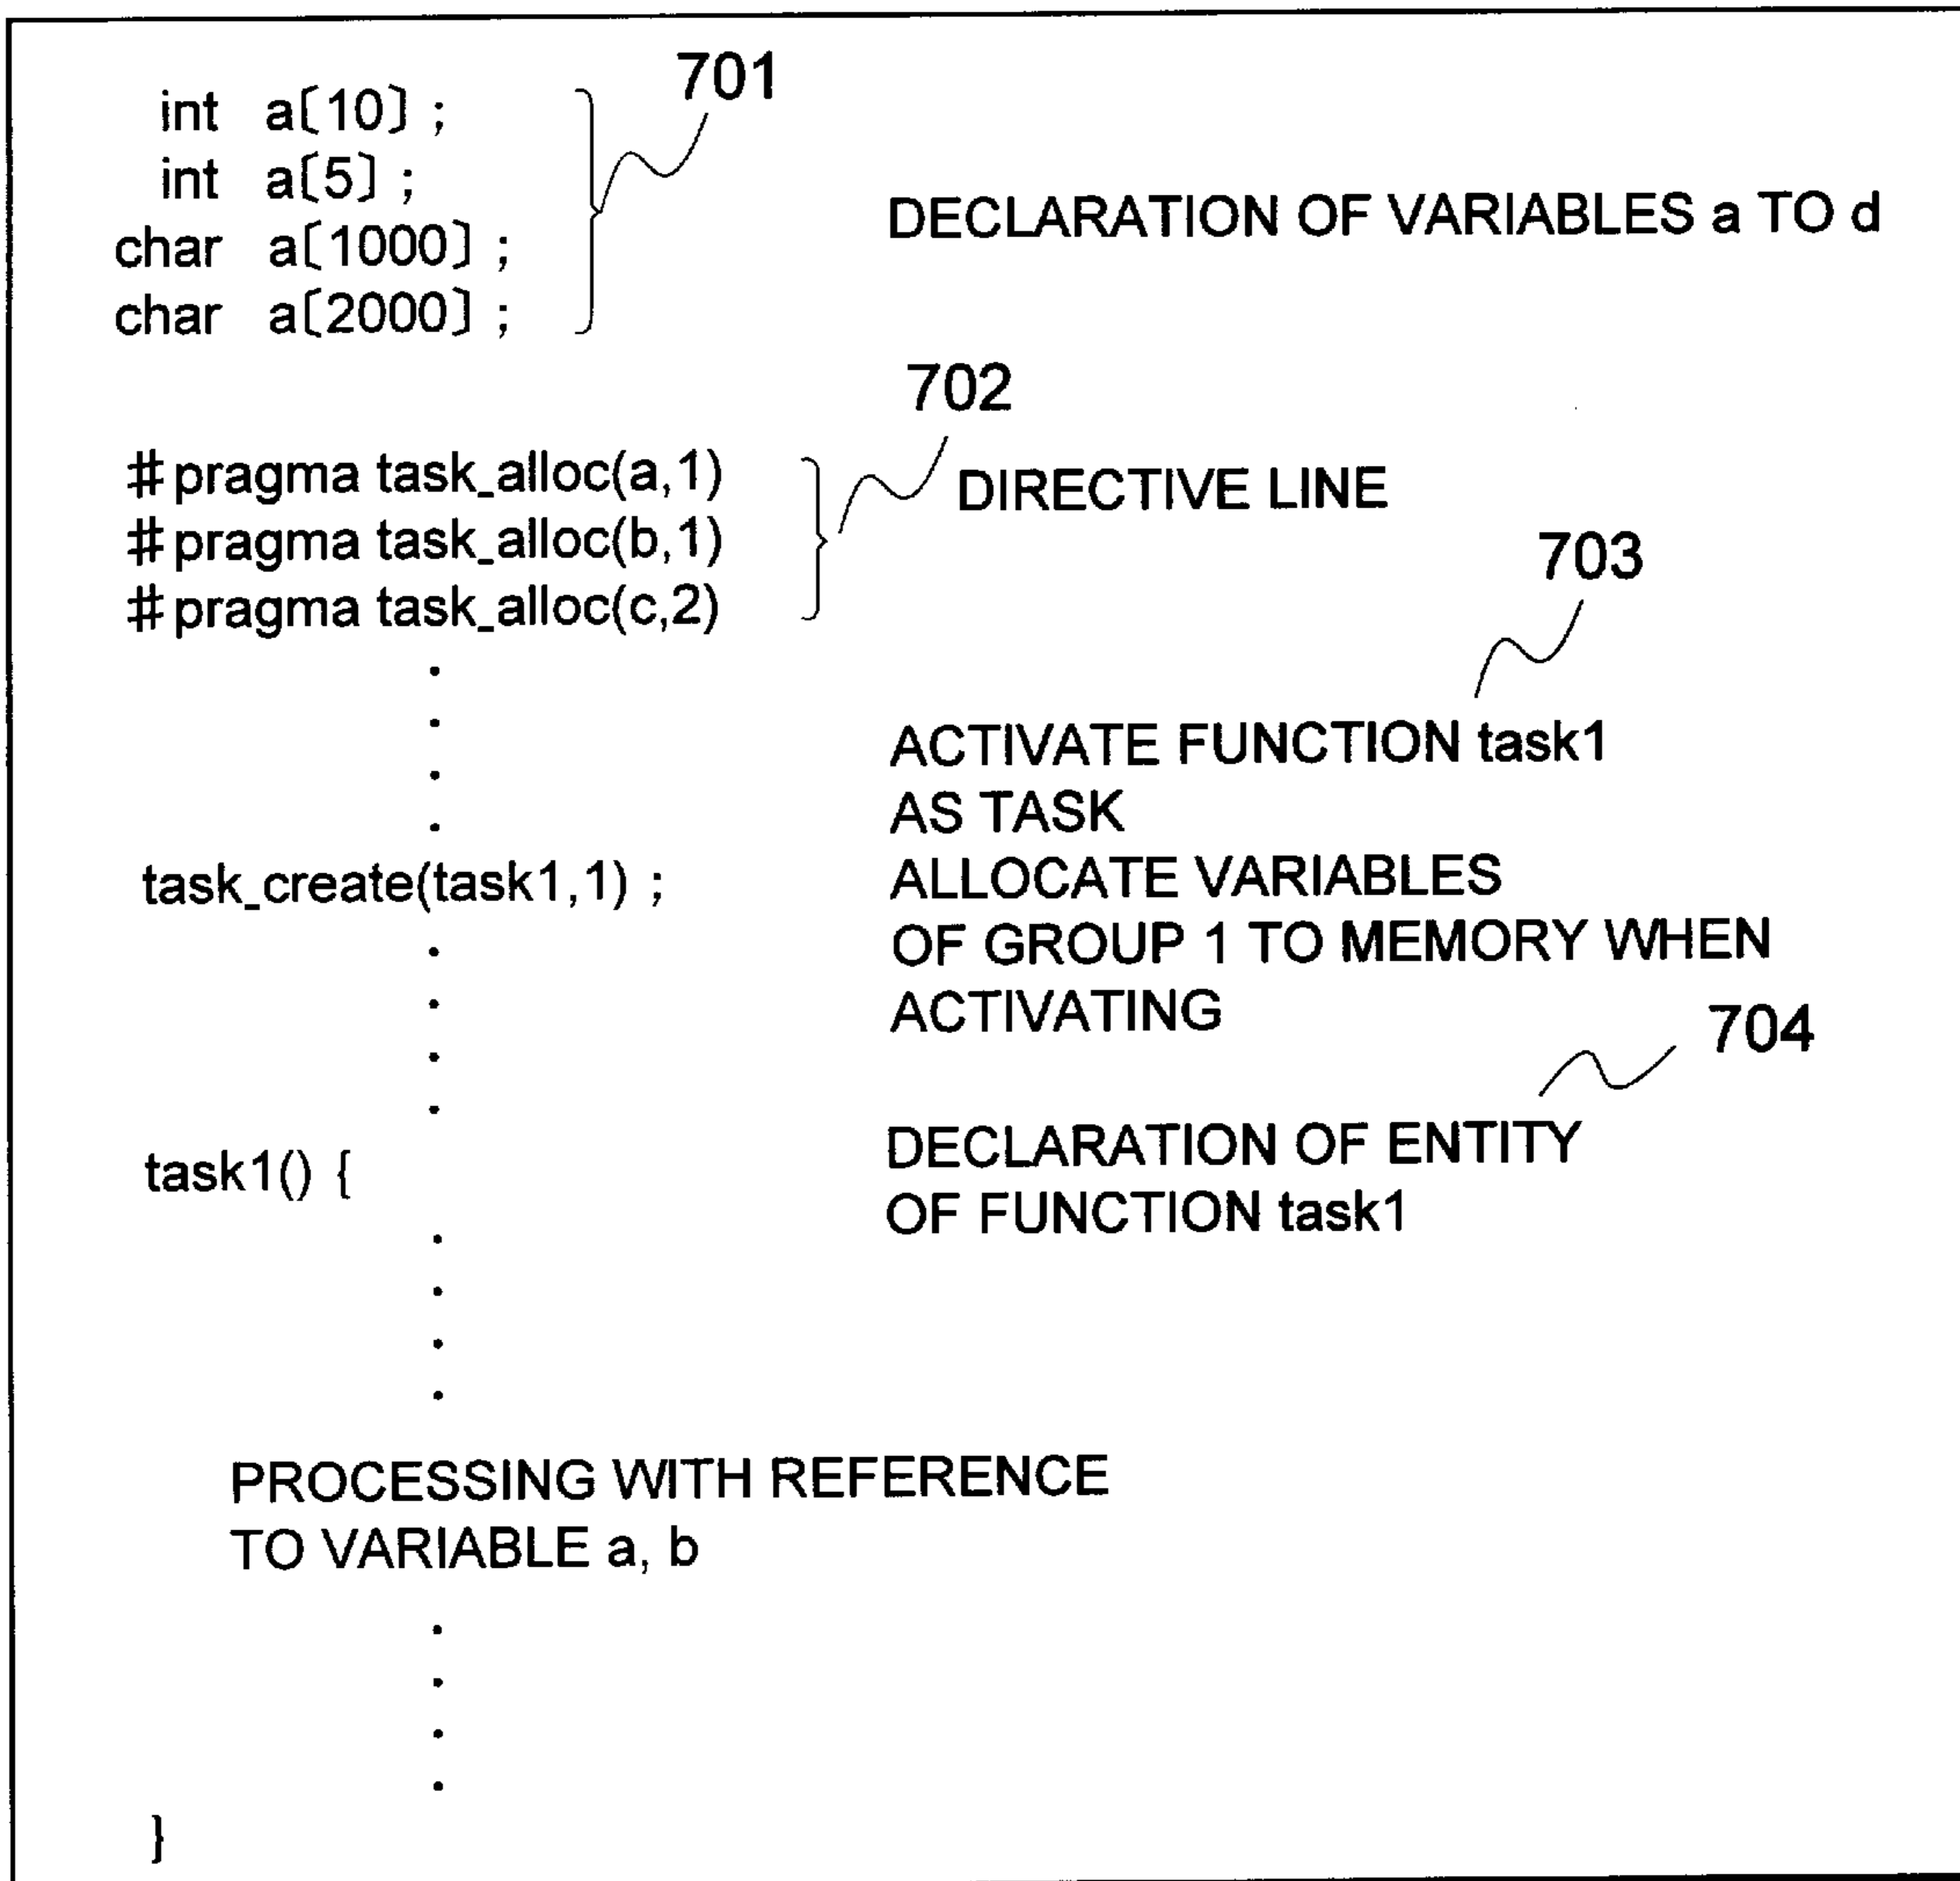 701
int a[10] ;
int a[5] ;
char a[1000] ;
char a[2000] ;
DECLARATION OF VARIABLES a TO d
702
#pragma task_alloc(a,1)
#pragma task_alloc(b,1)
#pragma task_alloc(c,2)
DIRECTIVE LINE
703
.
.
.
.
task_create(task1,1) ;
ACTIVATE FUNCTION task1
AS TASK
ALLOCATE VARIABLES
OF GROUP 1 TO MEMORY WHEN
ACTIVATING
.
.
.
.
704
task1() {
DECLARATION OF ENTITY
OF FUNCTION task1
.
.
.
.
PROCESSING WITH REFERENCE
TO VARIABLE a, b
.
.
.
.
}